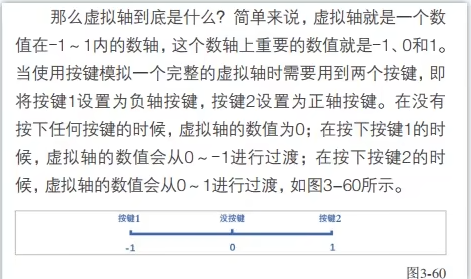 那么虚拟轴到底是什么？简单来说，虚拟轴就是一个数
值在-1～1内的数轴，这个数轴上重要的数值就是-1、0和1。
当使用按键模拟一个完整的虚拟轴时需要用到两个按键，即
将按键1设置为负轴按键，按键2设置为正轴按键。在没有
按下任何按键的时候，虚拟轴的数值为0；在按下按键1的时
候，虚拟轴的数值会从0～-1进行过渡；在按下按键2的时
候，虚拟轴的数值会从0～1进行过渡，如图3-60所示。
按键1 没按键 按键2
-1 0 1
图3-60